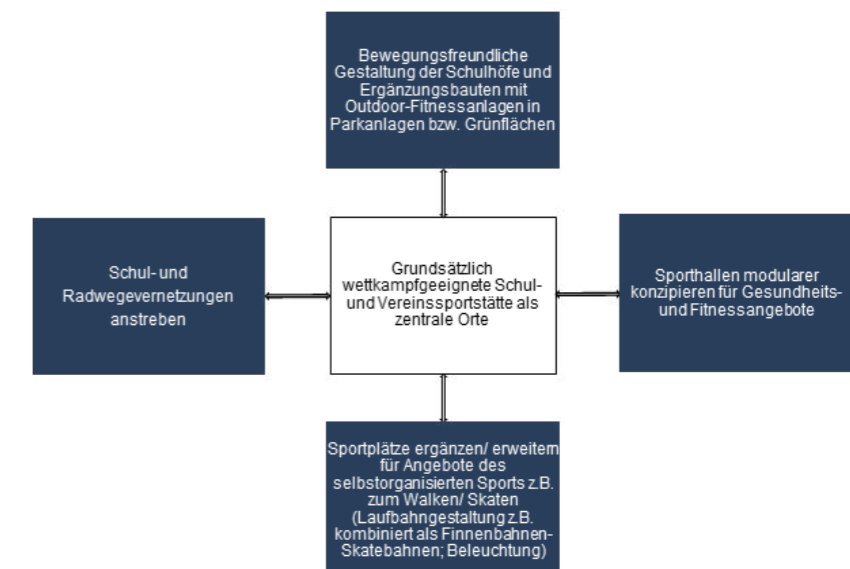 Bewegungsfreundliche
Gestaltung der Schulhöfe und
Ergänzungsbauten mit
Outdoor-Fitnessanlagen in
Parkanlagen bzw. Grünflächen
Schul- und
Radwegevernetzungen
anstreben
Grundsätzlich
wettkampfgeeignete Schul-
und Vereinssportstätte als
zentrale Orte
Sporthallen modularer
konzipieren für Gesundheits-
und Fitnessangebote
Sportplätze ergänzen/ erweitern
für Angebote des
selbstorganisierten Sports z.B.
zum Walken/ Skaten
(Laufbahngestaltung z.B.
kombiniert als Finnenbahnen-
Skatebahnen; Beleuchtung)